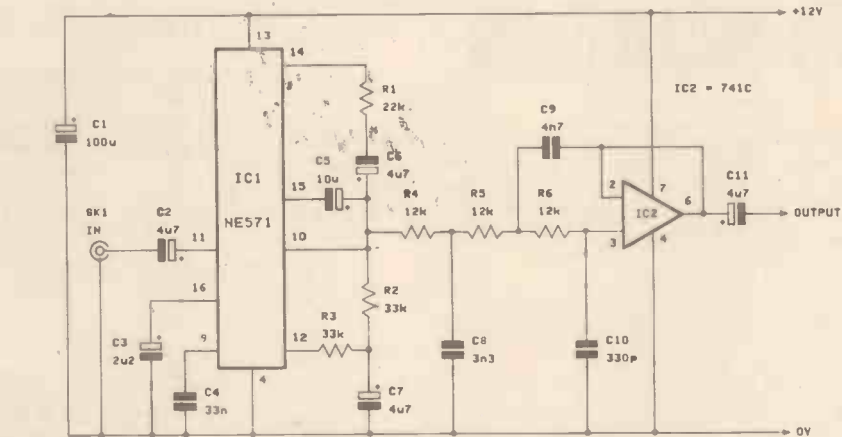 +12V
13
14
R1
22k
IC2 = 741C
C1
100u
+
C9
4n7
C5
10u
+
C6
4u7
+
IC1
NE571
15
R4
12k
R5
12k
R6
12k
2
7
IC2
6
3
4
C11
4u7
+
OUTPUT
SK1
IN
C2
4u7
+
11
10
16
R2
33k
R3
33k
C3
2u2
+
9
12
C8
3n3
C10
330p
C4
33n
4
C7
4u7
+
0V